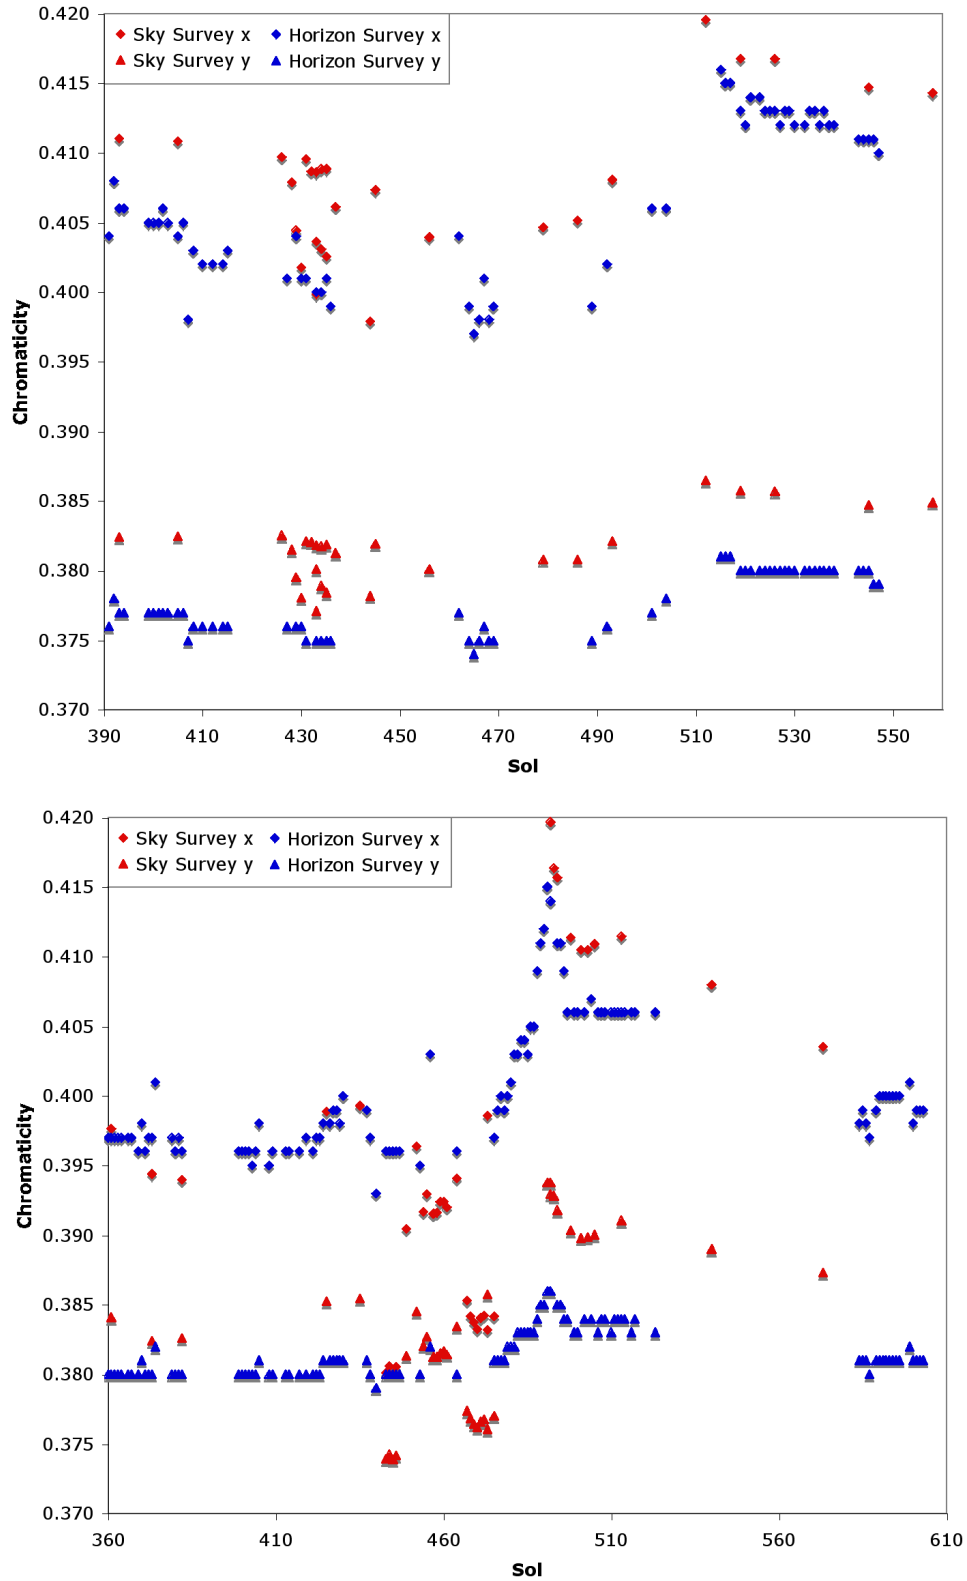 0.420
Sky Survey x Horizon Survey x
Sky Survey y Horizon Survey y
0.415
0.410
0.405
0.400
0.395
0.390
0.385
0.380
0.375
0.370
Chromaticity
390 410 430 450 470 490 510 530 550
Sol
0.420
Sky Survey x Horizon Survey x
Sky Survey y Horizon Survey y
0.415
0.410
0.405
0.400
0.395
0.390
0.385
0.380
0.375
0.370
Chromaticity
360 410 460 510 560 610
Sol